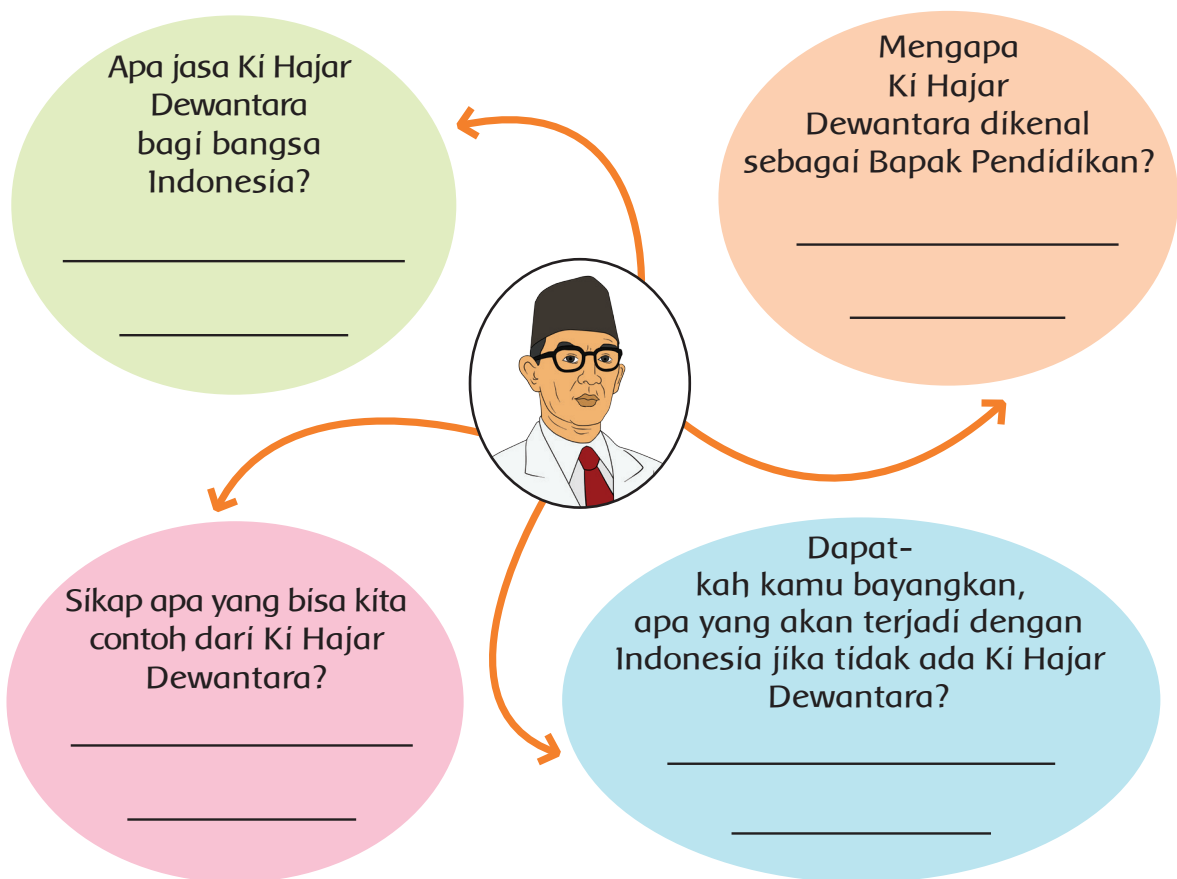 Apa jasa Ki Hajar
Dewantara
bagi bangsa
Indonesia?
Mengapa
Ki Hajar
Dewantara dikenal
sebagai Bapak Pendidikan?
Sikap apa yang bisa kita
contoh dari Ki Hajar
Dewantara?
Dapat-
kah kamu bayangkan,
apa yang akan terjadi dengan
Indonesia jika tidak ada Ki Hajar
Dewantara?